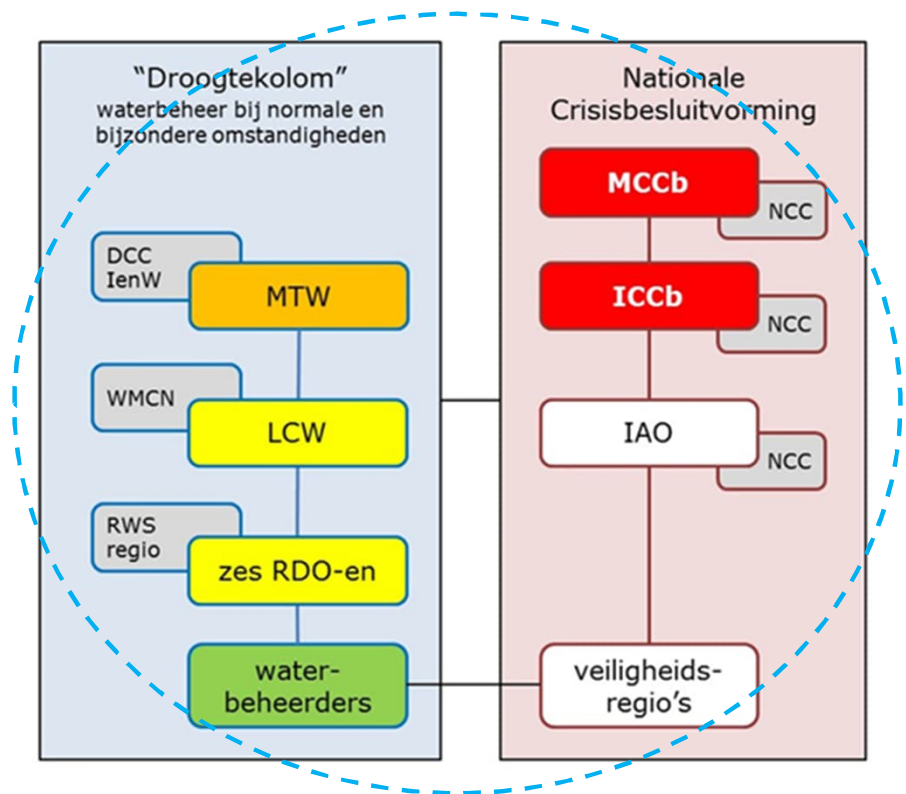 “Droogtekolom”
waterbeheer bij normale en
bijzondere omstandigheden
DCC
IenW
MTW
WMCN
LCW
RWS
regio
zes RDO-en
water-
beheerders
Nationale
Crisisbesluitvorming
MCCb
NCC
ICCb
NCC
IAO
NCC
veiligheids-
regio’s